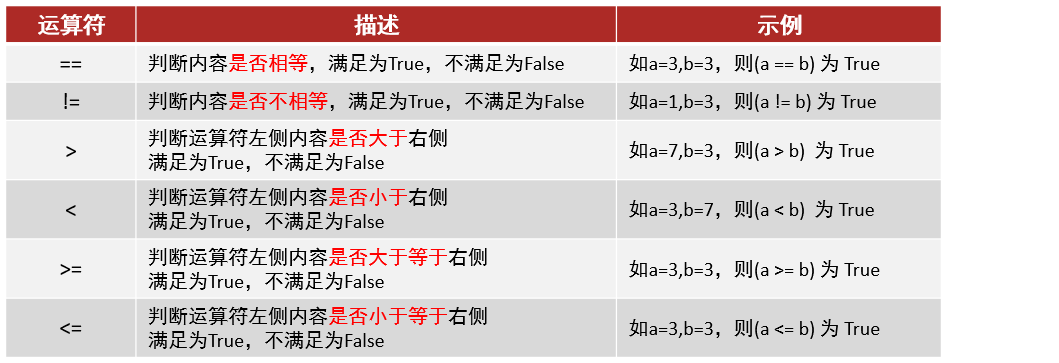 运算符 描述 示例
== 判断内容是否相等，满足为True，不满足为False 如a=3,b=3，则(a == b) 为 True
!= 判断内容是否不相等，满足为True，不满足为False 如a=1,b=3，则(a != b) 为 True
> 判断运算符左侧内容是否大于右侧
满足为True，不满足为False 如a=7,b=3，则(a > b) 为 True
< 判断运算符左侧内容是否小于右侧
满足为True，不满足为False 如a=3,b=7，则(a < b) 为 True
>= 判断运算符左侧内容是否大于等于右侧
满足为True，不满足为False 如a=3,b=3，则(a >= b) 为 True
<= 判断运算符左侧内容是否小于等于右侧
满足为True，不满足为False 如a=3,b=3，则(a <= b) 为 True